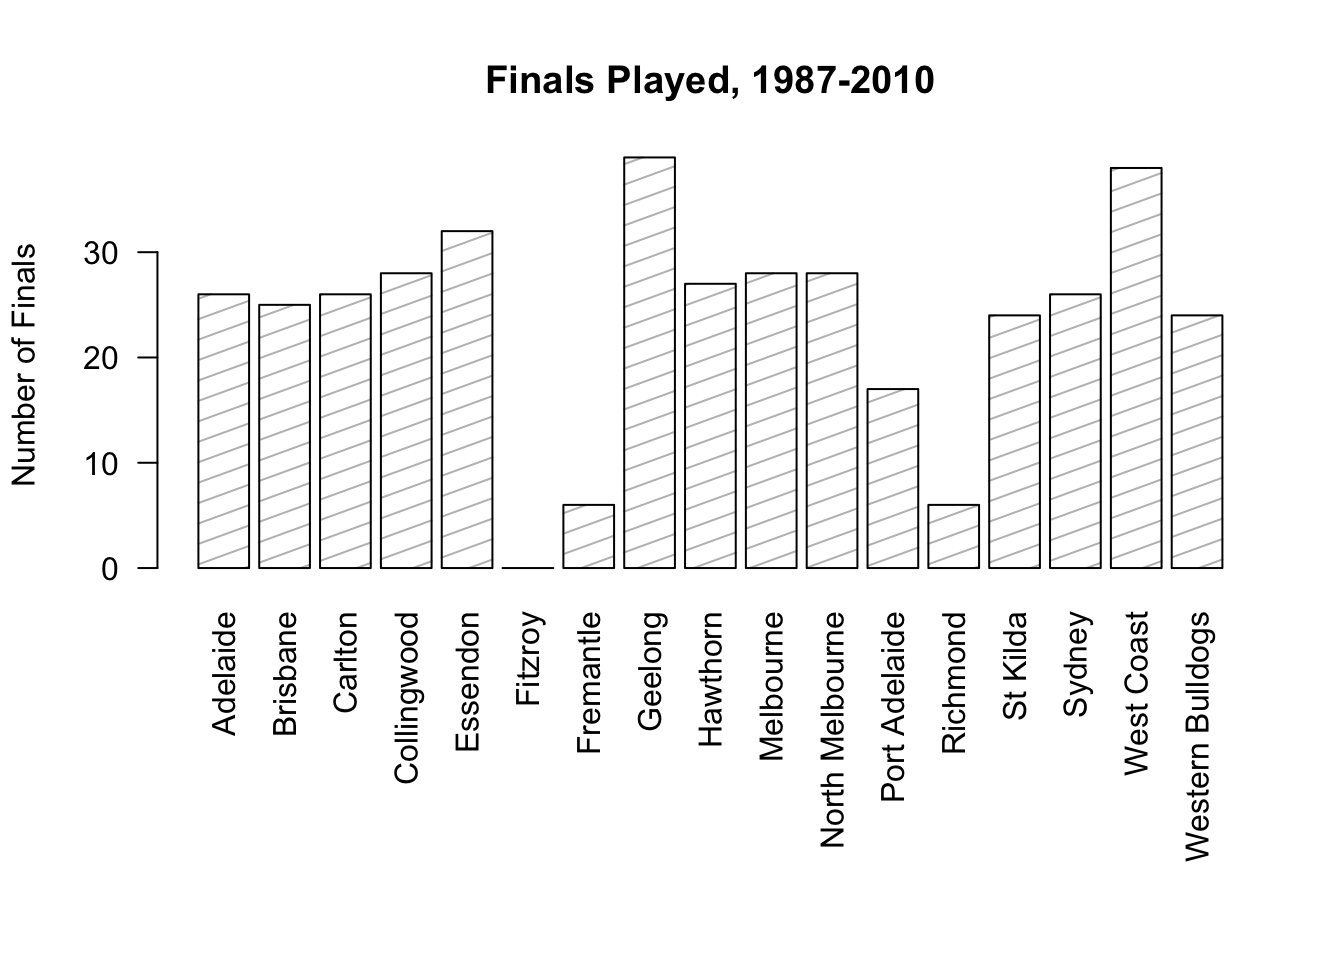 Finals Played, 1987-2010
Number of Finals
30
20
10
0
Adelaide
Brisbane
Carlton
Collingwood
Essendon
Fitzroy
Fremantle
Geelong
Hawthorn
Melbourne
North Melbourne
Port Adelaide
Richmond
St Kilda
Sydney
West Coast
Western Bulldogs